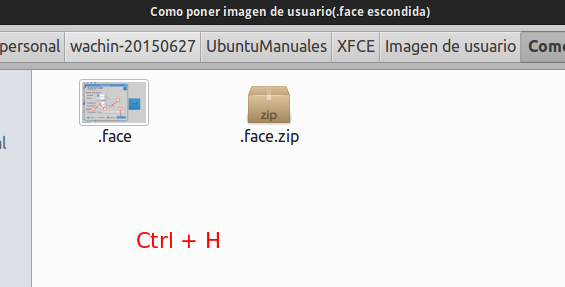 Como poner imagen de usuario(.face escondida)
personal wachin-20150627 UbuntuManuales XFCE Imagen de usuario Como
.face .face.zip
zip
Ctrl + H